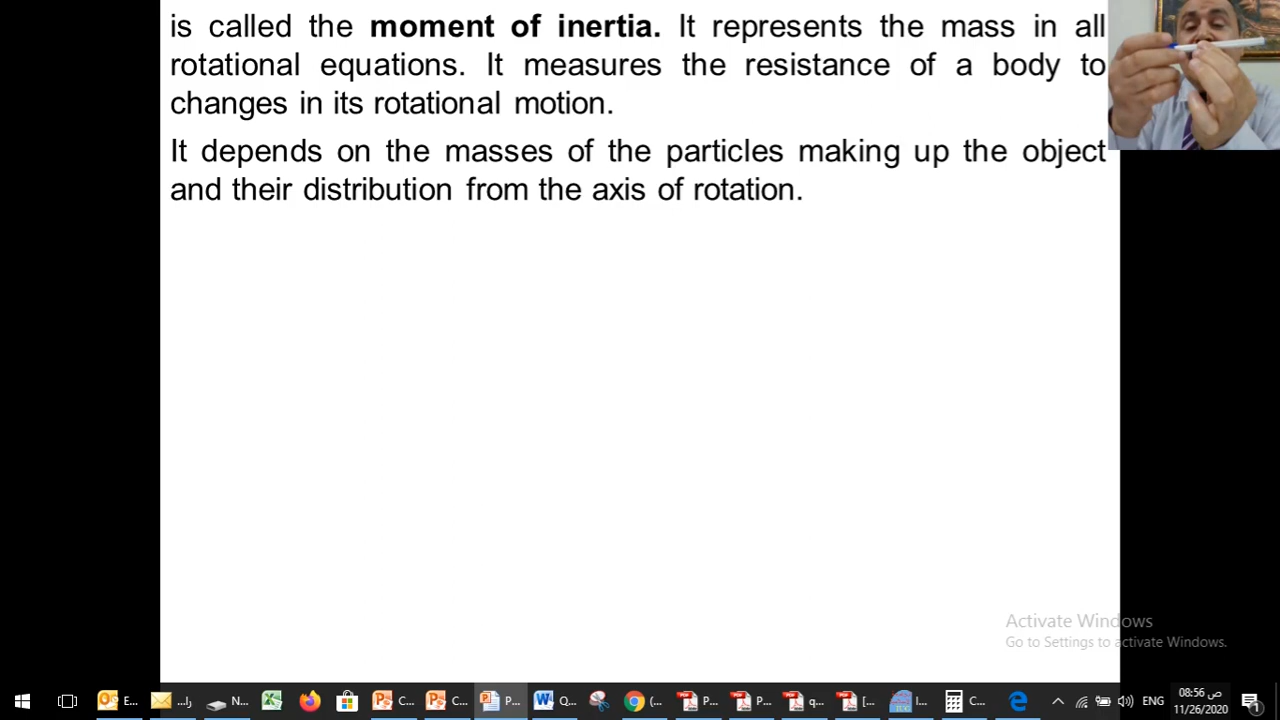 is called the moment of inertia. It represents the mass in all
rotational equations. It measures the resistance of a body to
changes in its rotational motion.
It depends on the masses of the particles making up the object
and their distribution from the axis of rotation.
Activate Windows
Go to Settings to activate Windows.
E...
را...
N...
C...
C...
P...
Q...
(...
P...
P...
q...
[...
I...
C...
ENG
08:56 ص
11/26/2020